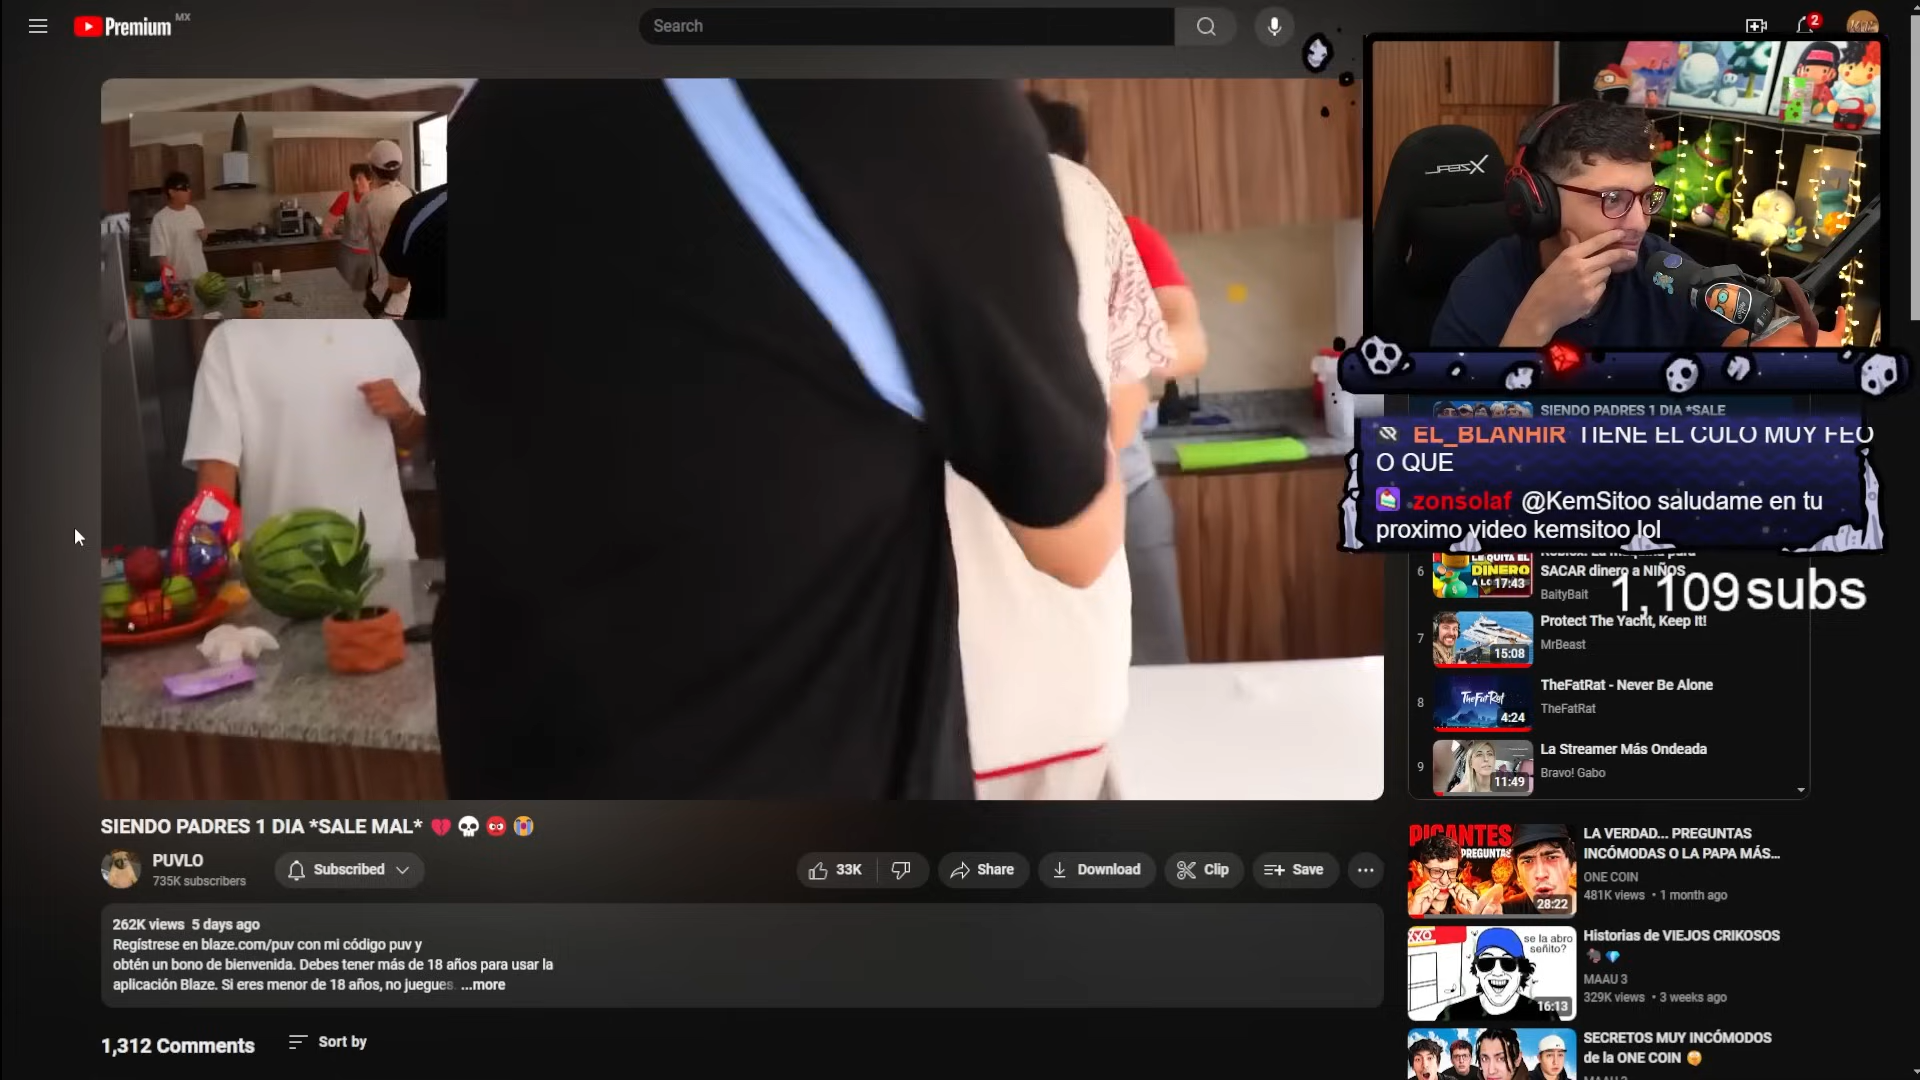 Premium MX
Search
2
SIENDO PADRES 1 DIA *SALE
EL_BLANHIR TIENE EL CULO MUY FEO
O QUE
zonsolaf @KemSitoo saludame en tu
proximo video kemsitoo lol
1,109 subs
6
LE QUITA EL
DINERO
17:43
SACAR dinero a NIÑOS
BaityBait
7
15:08
Protect The Yacht, Keep It!
MrBeast
8
TheFatRat
4:24
TheFatRat - Never Be Alone
TheFatRat
9
11:49
La Streamer Más Ondeada
Bravo! Gabo
SIENDO PADRES 1 DIA *SALE MAL* 💔💀😡😭
PUVLO
735K subscribers
Subscribed
33K
Share
Download
Clip
Save
262K views 5 days ago
Regístrese en blaze.com/puv con mi código puv y
obtén un bono de bienvenida. Debes tener más de 18 años para usar la
aplicación Blaze. Si eres menor de 18 años, no juegues. ...more
1,312 Comments
Sort by
PICANTES
PREGUNTAS
28:22
LA VERDAD... PREGUNTAS
INCÓMODAS O LA PAPA MÁS...
ONE COIN
481K views • 1 month ago
se la abro
señito?
16:13
Historias de VIEJOS CRIKOSOS
MAAU 3
329K views • 3 weeks ago
SECRETOS MUY INCÓMODOS
de la ONE COIN